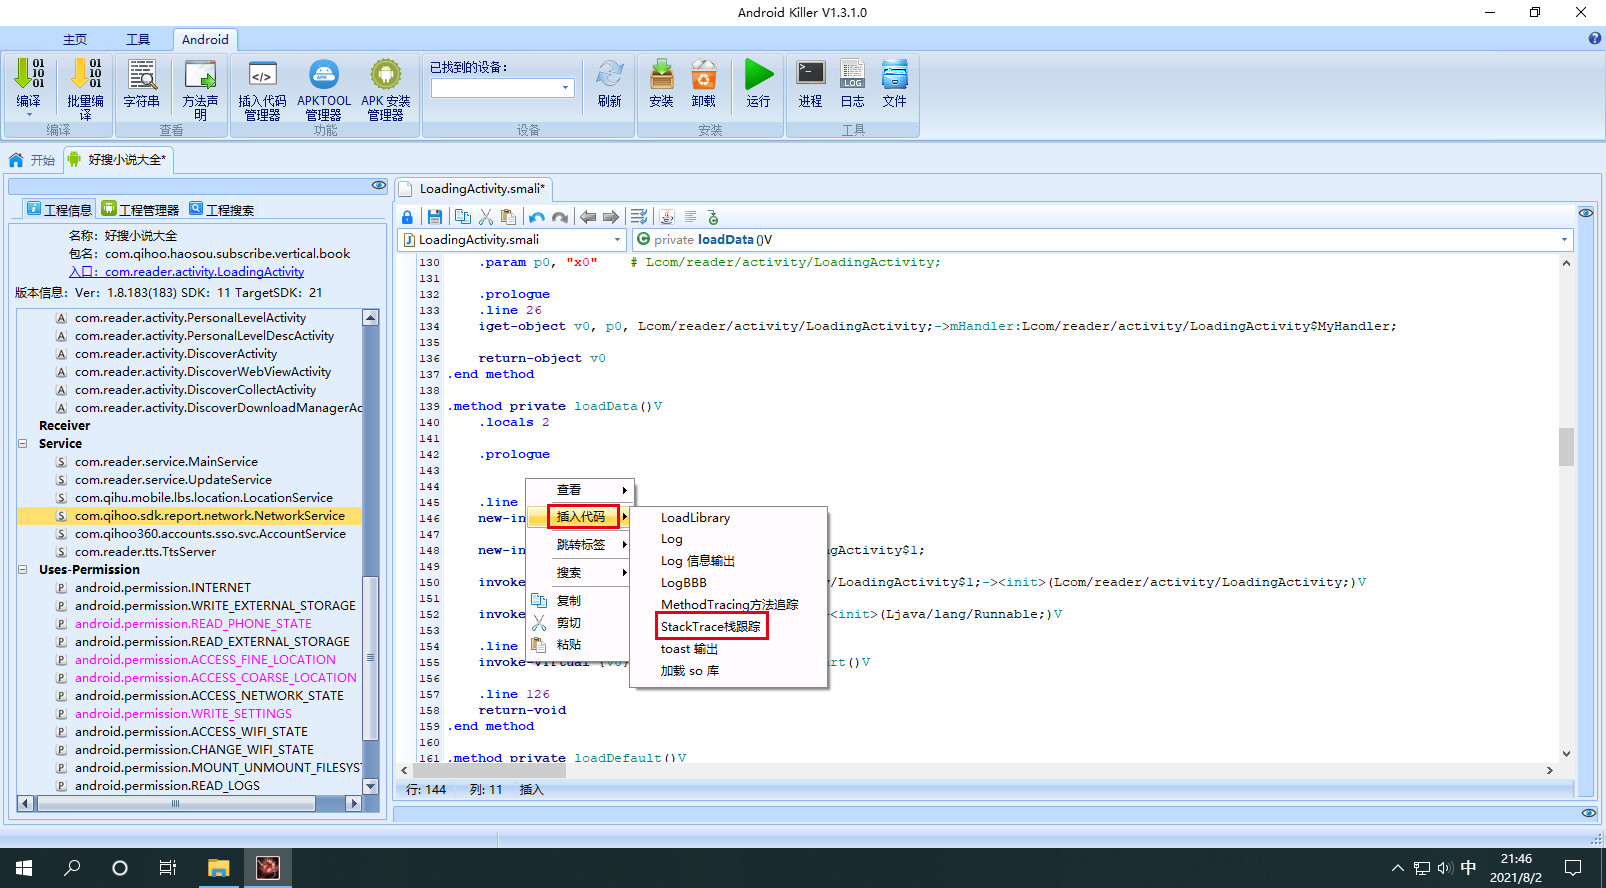 Android Killer V1.3.1.0
主页 工具 Android
编译 批量编译 字符串 方法声明 插入代码管理器 APKTOOL管理器 APK 安装管理器 已找到的设备： 刷新 安装 卸载 运行 进程 日志 文件
编译 查看 功能 设备 安装 工具
开始 好搜小说大全*
工程信息 工程管理器 工程搜索
名称： 好搜小说大全
包名： com.qihoo.haosou.subscribe.vertical.book
入口： com.reader.activity.LoadingActivity
版本信息： Ver： 1.8.183(183) SDK： 11 TargetSDK： 21
com.reader.activity.PersonalLevelActivity
com.reader.activity.PersonalLevelDescActivity
com.reader.activity.DiscoverActivity
com.reader.activity.DiscoverWebViewActivity
com.reader.activity.DiscoverCollectActivity
com.reader.activity.DiscoverDownloadManagerAc
Receiver
Service
com.reader.service.MainService
com.reader.service.UpdateService
com.qihu.mobile.lbs.location.LocationService
com.qihoo.sdk.report.network.NetworkService
com.qihoo360.accounts.sso.svc.AccountService
com.reader.tts.TtsServer
Uses-Permission
android.permission.INTERNET
android.permission.WRITE_EXTERNAL_STORAGE
android.permission.READ_PHONE_STATE
android.permission.READ_EXTERNAL_STORAGE
android.permission.ACCESS_FINE_LOCATION
android.permission.ACCESS_COARSE_LOCATION
android.permission.ACCESS_NETWORK_STATE
android.permission.WRITE_SETTINGS
android.permission.ACCESS_WIFI_STATE
android.permission.CHANGE_WIFI_STATE
android.permission.MOUNT_UNMOUNT_FILESYS
android.permission.READ_LOGS
LoadingActivity.smali*
LoadingActivity.smali private loadData()V
130 .param p0, "x0" # Lcom/reader/activity/LoadingActivity;
131
132 .prologue
133 .line 26
134 iget-object v0, p0, Lcom/reader/activity/LoadingActivity;->mHandler:Lcom/reader/activity/LoadingActivity$MyHandler;
135
136 return-object v0
137 .end method
138
139 .method private loadData()V
140 .locals 2
141
142 .prologue
143
144
145 .line
146 new-in
147
148 new-in ngActivity$1;
149
150 invoke y/LoadingActivity$1;-><init>(Lcom/reader/activity/LoadingActivity;)V
151
152 invoke <init>(Ljava/lang/Runnable;)V
153
154 .line
155 invoke-virtual {v0} rt()V
156
157 .line 126
158 return-void
159 .end method
160
161 .method private loadDefault()V
查看
插入代码
跳转标签
搜索
复制
剪切
粘贴
LoadLibrary
Log
Log 信息输出
LogBBB
MethodTracing方法追踪
StackTrace栈跟踪
toast 输出
加载 so 库
行: 144 列: 11 插入
中 21:46
2021/8/2